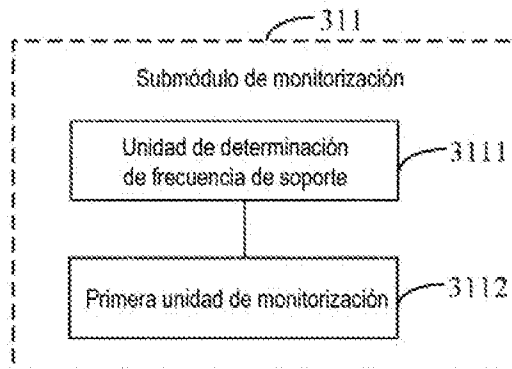 311
Submódulo de monitorización
Unidad de determinación
de frecuencia de soporte
3111
Primera unidad de monitorización
3112